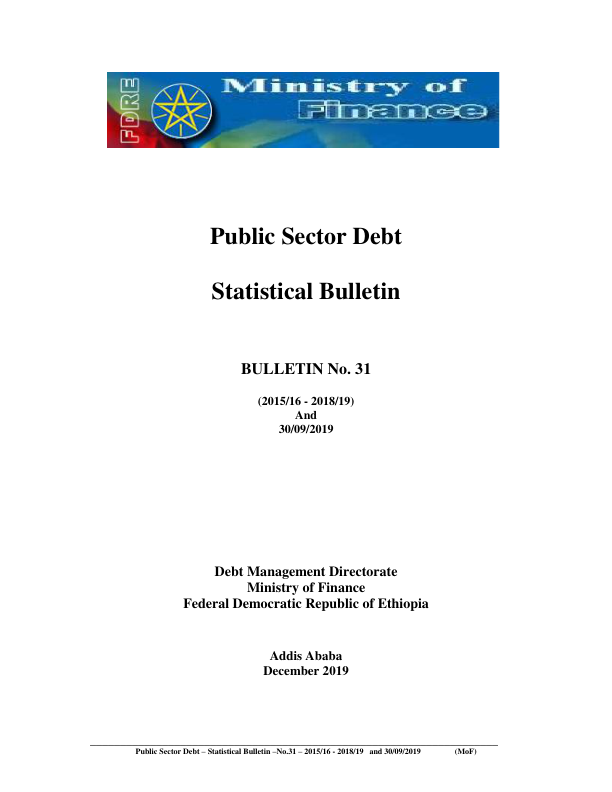 FDRE
Ministry of
Finance
Public Sector Debt
Statistical Bulletin
BULLETIN No. 31
(2015/16 - 2018/19)
And
30/09/2019
Debt Management Directorate
Ministry of Finance
Federal Democratic Republic of Ethiopia
Addis Ababa
December 2019
Public Sector Debt – Statistical Bulletin –No.31 – 2015/16 - 2018/19 and 30/09/2019 (MoF)